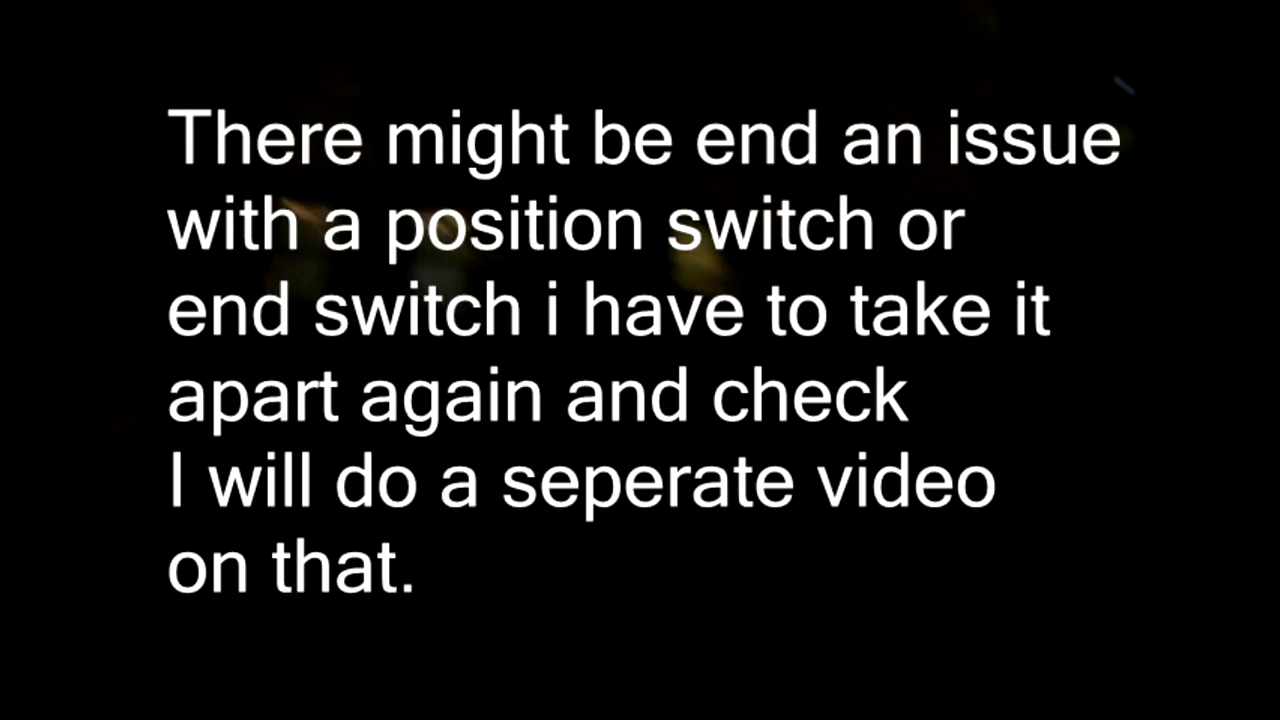 There might be end an issue
with a position switch or
end switch i have to take it
apart again and check
I will do a seperate video
on that.